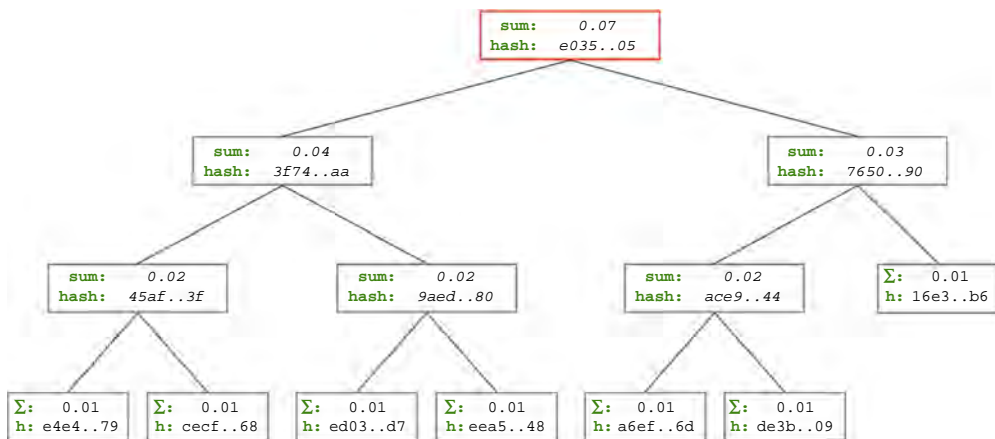 sum: 0.07
hash: e035..05
sum: 0.04
hash: 3f74..aa
sum: 0.03
hash: 7650..90
sum: 0.02
hash: 45af..3f
sum: 0.02
hash: 9aed..80
sum: 0.02
hash: ace9..44
Σ: 0.01
h: 16e3..b6
Σ: 0.01
h: e4e4..79
Σ: 0.01
h: cecf..68
Σ: 0.01
h: ed03..d7
Σ: 0.01
h: eea5..48
Σ: 0.01
h: a6ef..6d
Σ: 0.01
h: de3b..09